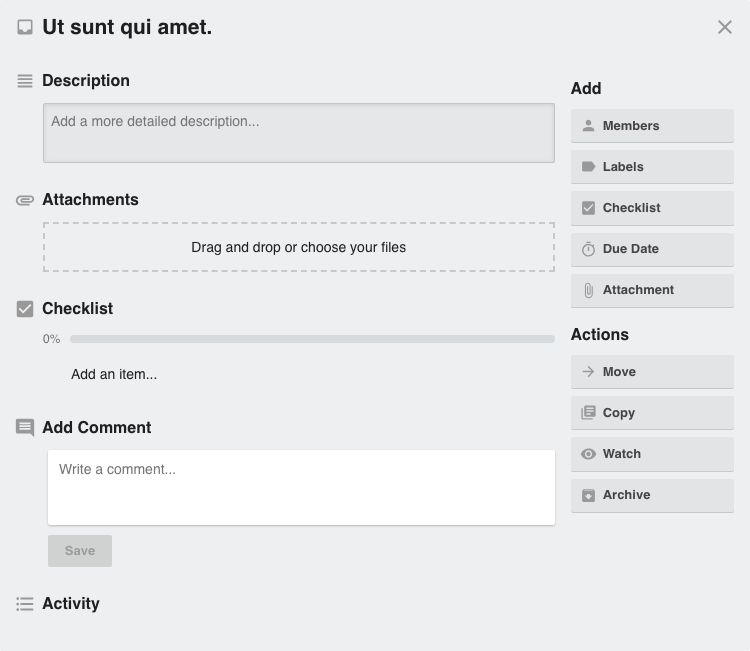 Ut sunt qui amet.
Description
Add a more detailed description...
Attachments
Drag and drop or choose your files
Checklist
0%
Add an item...
Add Comment
Write a comment...
Save
Activity
Add
Members
Labels
Checklist
Due Date
Attachment
Actions
Move
Copy
Watch
Archive